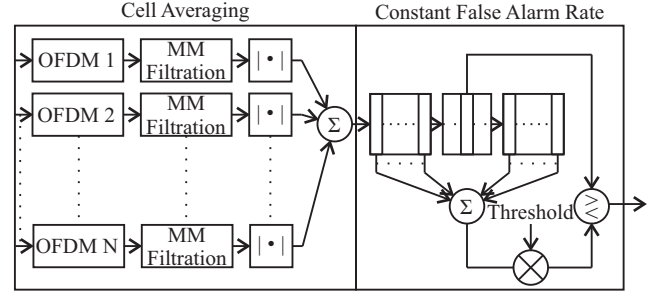 Cell Averaging
Constant False Alarm Rate
OFDM 1
MM
Filtration
|•|
OFDM 2
MM
Filtration
|•|
Σ
Σ
Threshold
≷
OFDM N
MM
Filtration
|•|